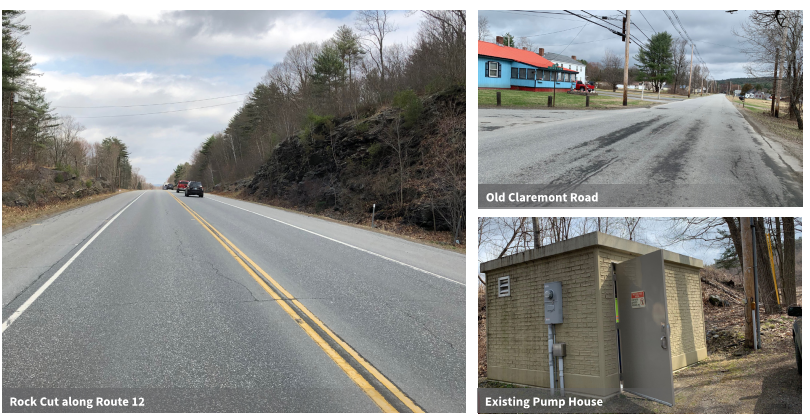 Rock Cut along Route 12
Old Claremont Road
Existing Pump House